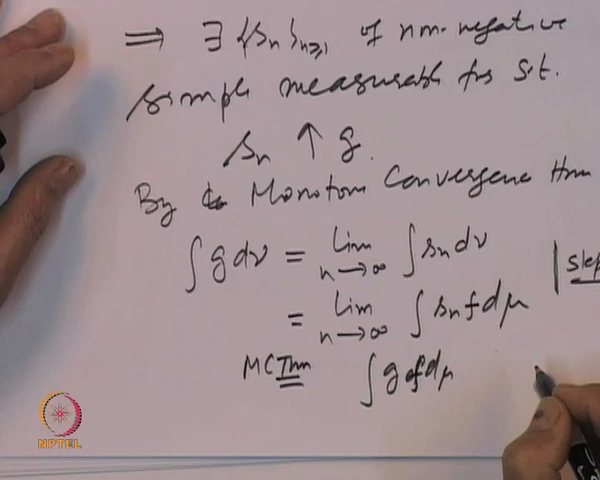 ⇒ ∃ {sn}n≥1 of non-negative
simple measurable fns s.t.
sn ↑ g.
By Monotone Convergence thm
∫ g dν = lim n→∞ ∫ sn dν | step
= lim n→∞ ∫ sn f dμ
MC Thm ∫ g f dμ
NPTEL